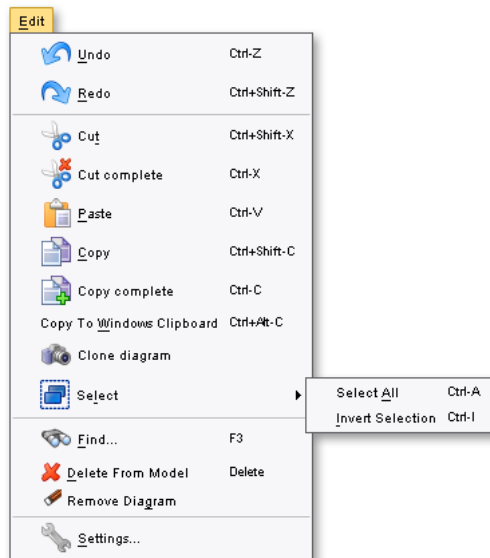 Edit
Undo Ctrl-Z
Redo Ctrl+Shift-Z
Cut Ctrl+Shift-X
Cut complete Ctrl-X
Paste Ctrl-V
Copy Ctrl+Shift-C
Copy complete Ctrl-C
Copy To Windows Clipboard Ctrl+Alt-C
Clone diagram
Select
Select All Ctrl-A
Invert Selection Ctrl-I
Find... F3
Delete From Model Delete
Remove Diagram
Settings...